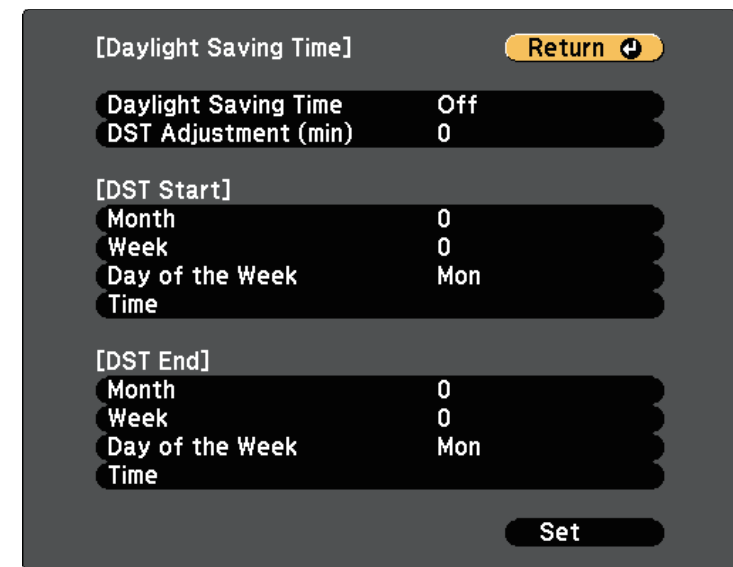 [Daylight Saving Time] Return
Daylight Saving Time Off
DST Adjustment (min) 0
[DST Start]
Month 0
Week 0
Day of the Week Mon
Time
[DST End]
Month 0
Week 0
Day of the Week Mon
Time
Set